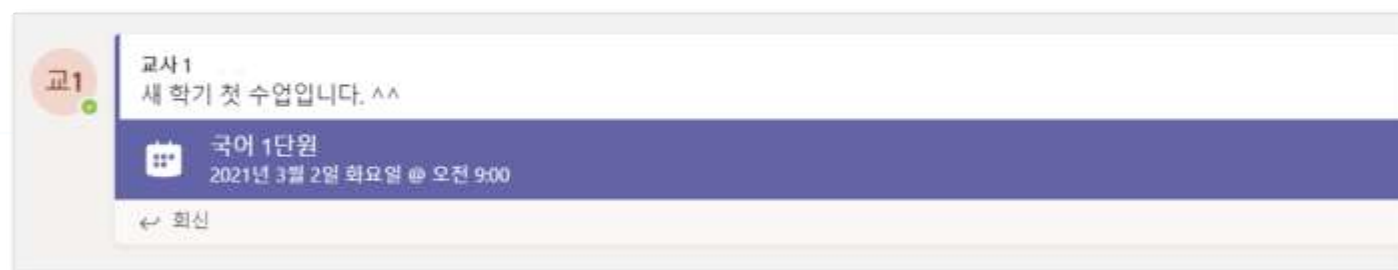 교1
교사 1
새 학기 첫 수업입니다. ^^
국어 1단원
2021년 3월 2일 화요일 @ 오전 9:00
회신